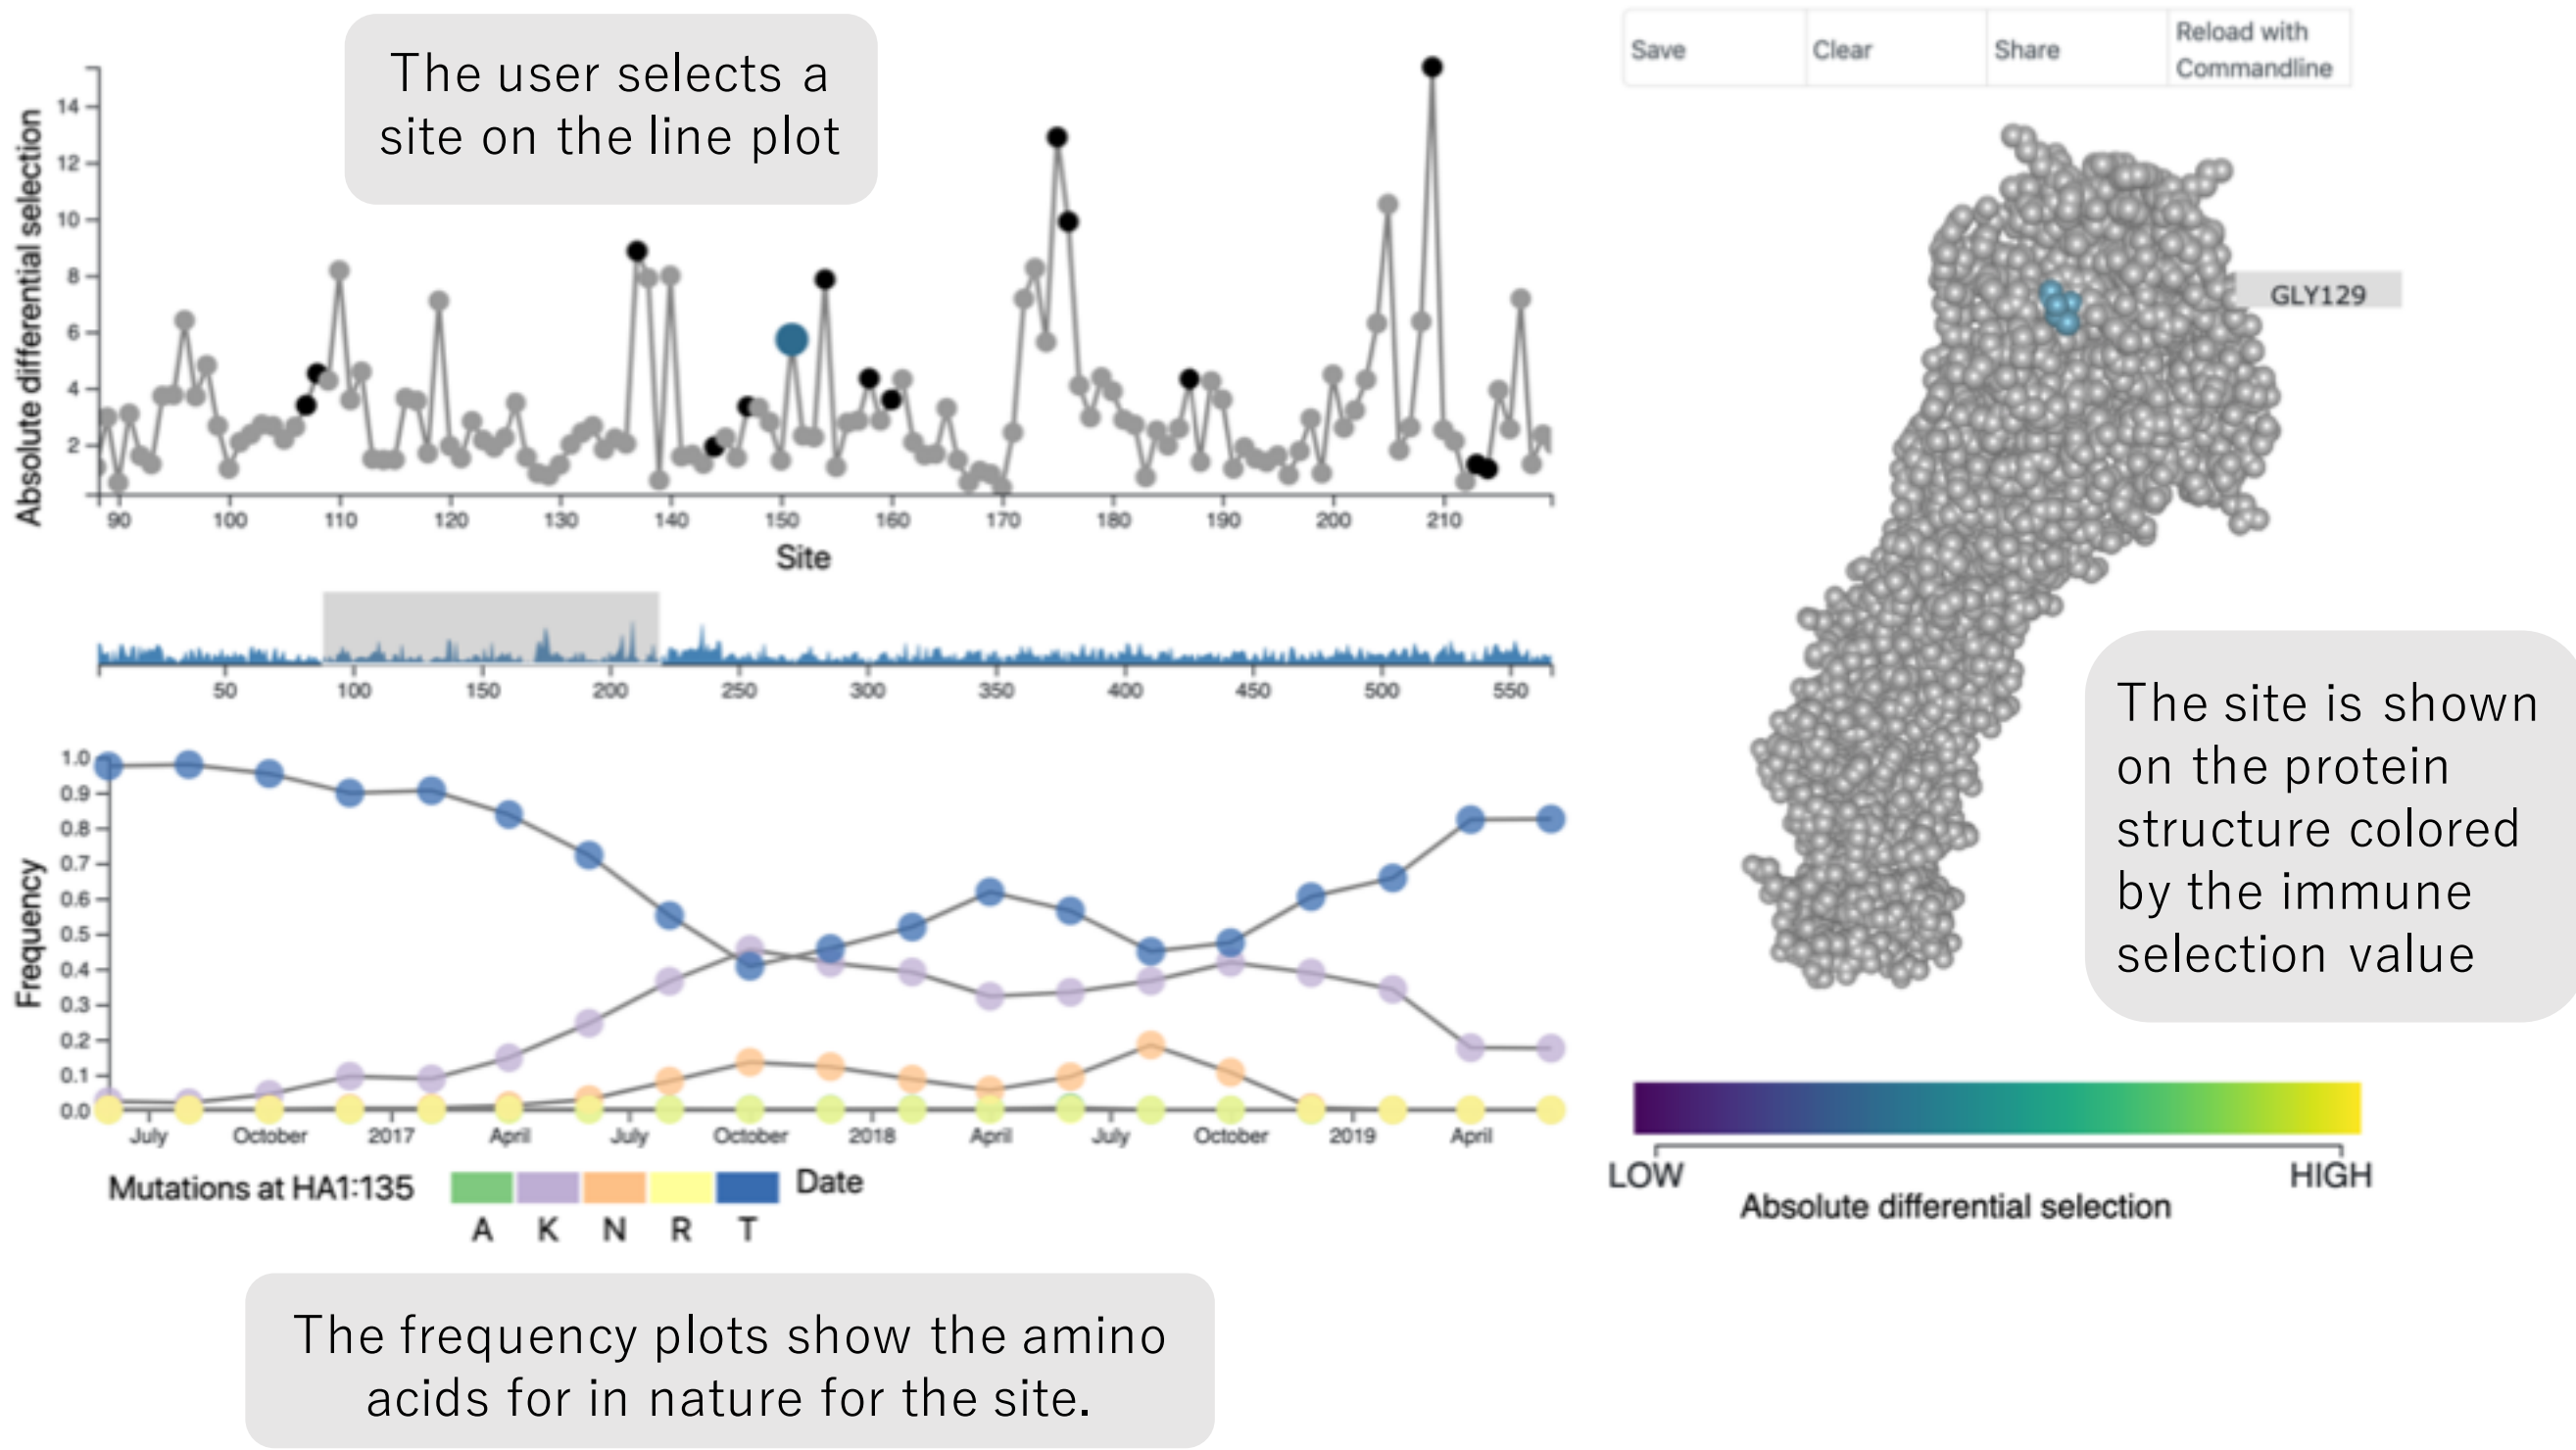 The user selects a
site on the line plot
Absolute differential selection
14
12
10
8
6
4
2
90 100 110 120 130 140 150 160 170 180 190 200 210
Site
50 100 150 200 250 300 350 400 450 500 550
Frequency
1.0
0.9
0.8
0.7
0.6
0.5
0.4
0.3
0.2
0.1
0.0
July October 2017 April July October 2018 April July October 2019 April
Mutations at HA1:135
Date
A K N R T
The frequency plots show the amino
acids for in nature for the site.
Save Clear Share Reload with
Commandline
GLY129
The site is shown
on the protein
structure colored
by the immune
selection value
LOW HIGH
Absolute differential selection